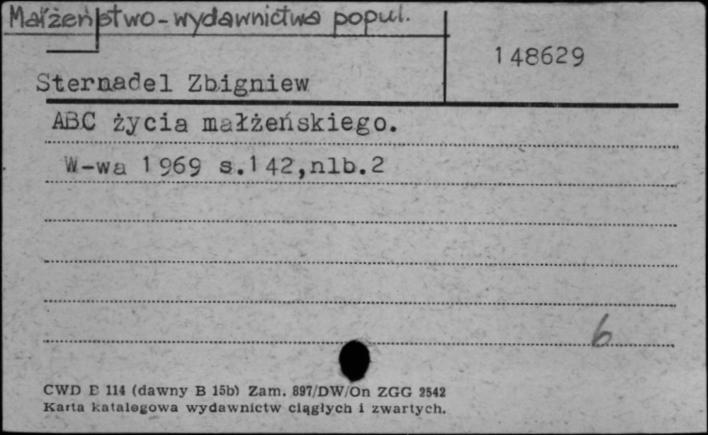 Małżeństwo-wydawnictwa popul.
148629
Sternadel Zbigniew
ABC życia małżeńskiego.
W-wa 1969 s.142,nlb.2
6
CWD E 114 (dawny B 15b) Zam. 897/DW/On ZGG 2542
Karta katalogowa wydawnictw ciągłych i zwartych.